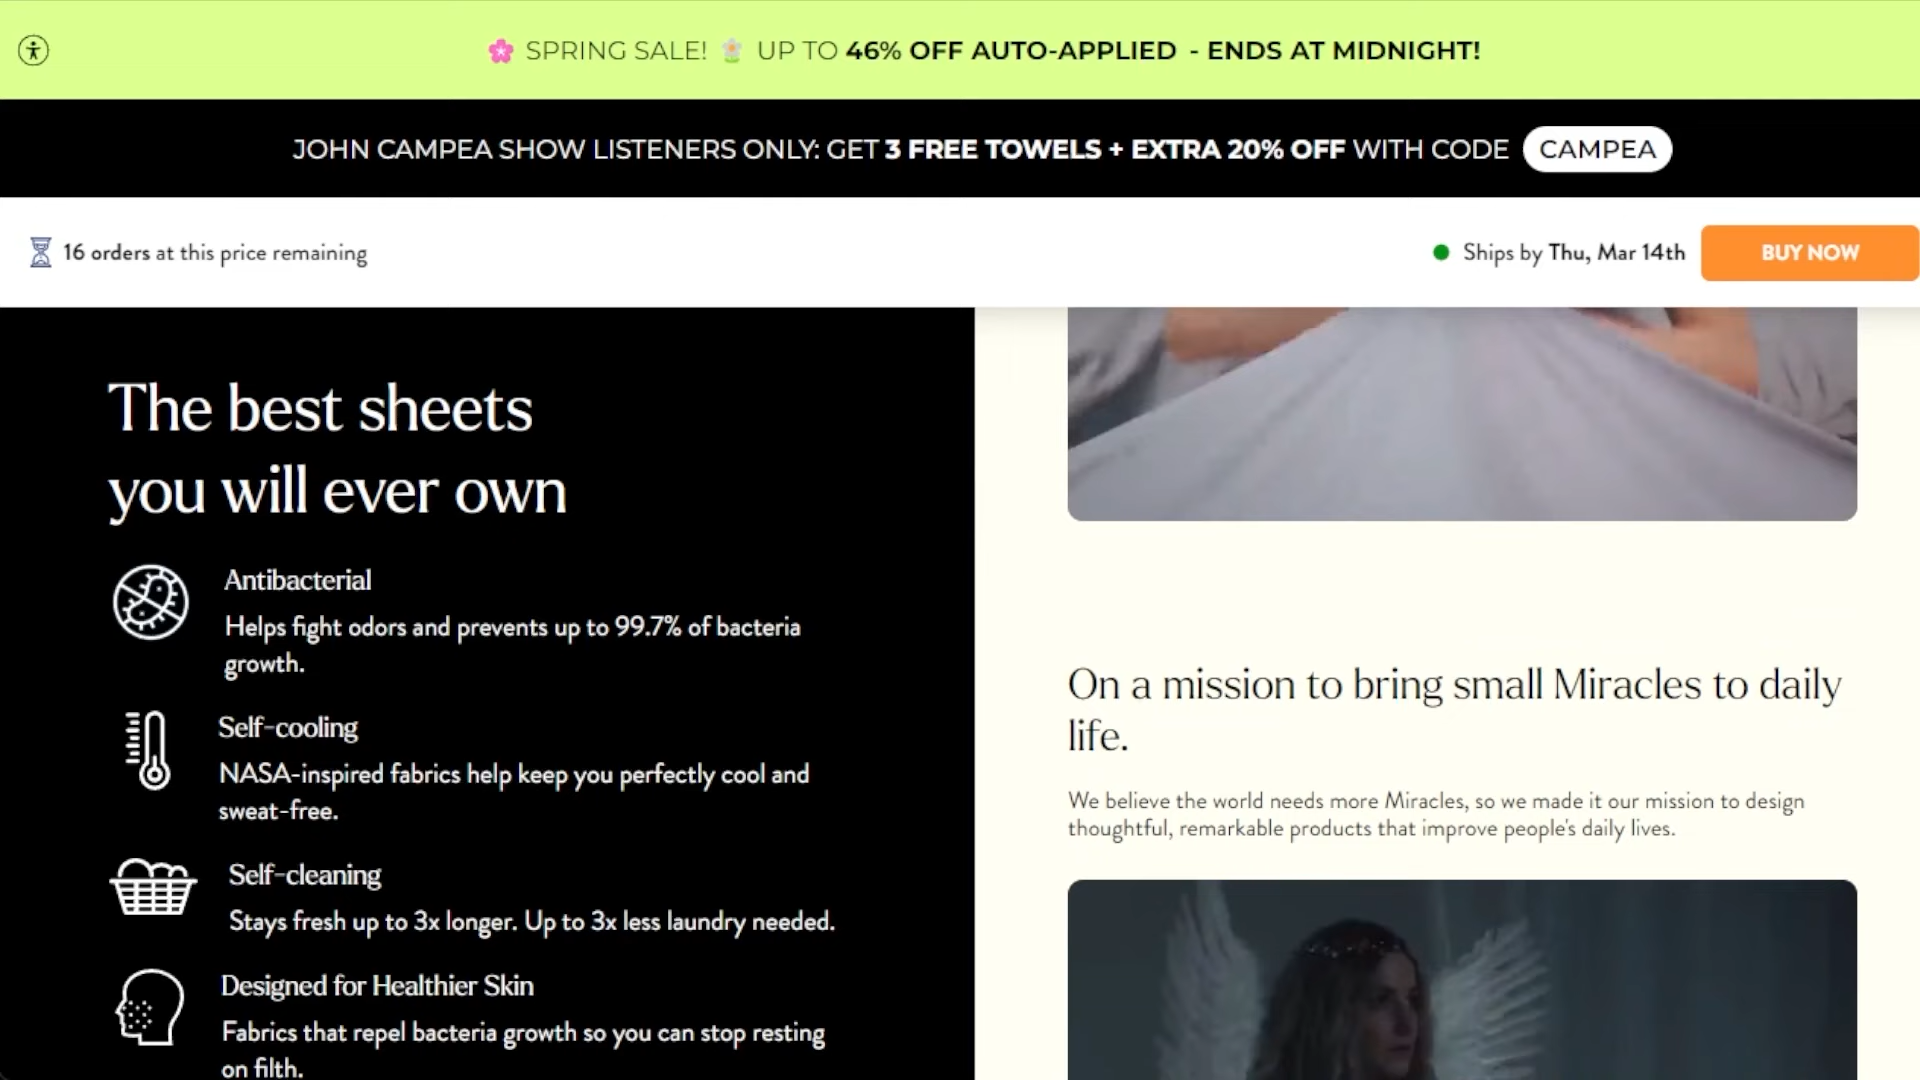 🌸 SPRING SALE! 🌼 UP TO 46% OFF AUTO-APPLIED - ENDS AT MIDNIGHT!
JOHN CAMPEA SHOW LISTENERS ONLY: GET 3 FREE TOWELS + EXTRA 20% OFF WITH CODE CAMPEA
16 orders at this price remaining
Ships by Thu, Mar 14th
BUY NOW
The best sheets
you will ever own
Antibacterial
Helps fight odors and prevents up to 99.7% of bacteria
growth.
Self-cooling
NASA-inspired fabrics help keep you perfectly cool and
sweat-free.
Self-cleaning
Stays fresh up to 3x longer. Up to 3x less laundry needed.
Designed for Healthier Skin
Fabrics that repel bacteria growth so you can stop resting
on filth.
On a mission to bring small Miracles to daily
life.
We believe the world needs more Miracles, so we made it our mission to design
thoughtful, remarkable products that improve people's daily lives.